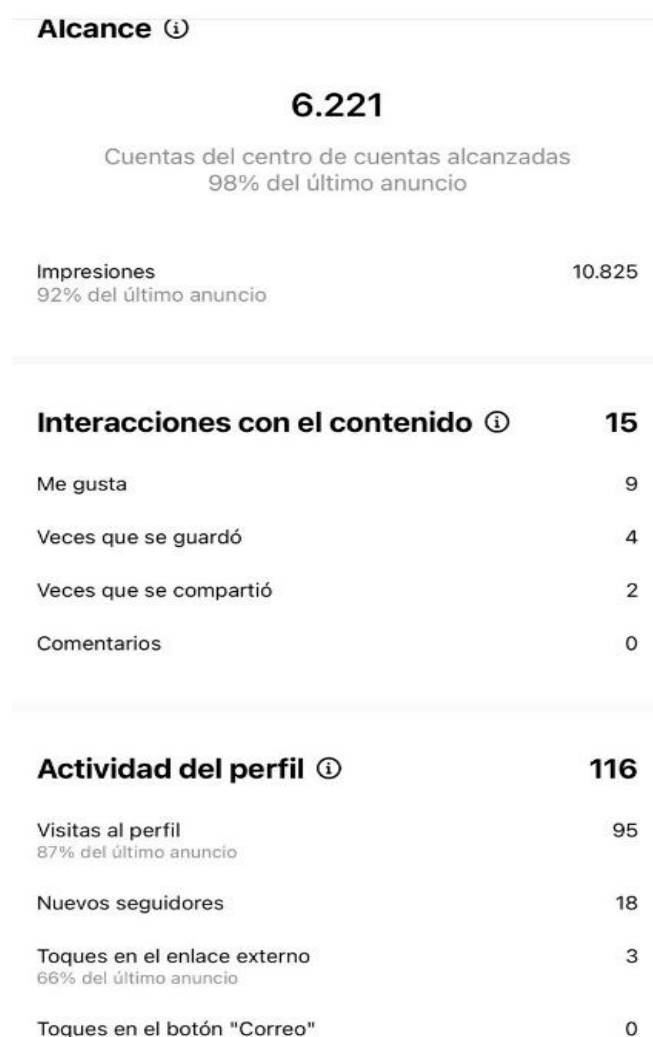 Alcance
6.221
Cuentas del centro de cuentas alcanzadas
98% del último anuncio
Impresiones 10.825
92% del último anuncio
Interacciones con el contenido 15
Me gusta 9
Veces que se guardó 4
Veces que se compartió 2
Comentarios 0
Actividad del perfil 116
Visitas al perfil 95
87% del último anuncio
Nuevos seguidores 18
Toques en el enlace externo 3
66% del último anuncio
Toques en el botón "Correo" 0